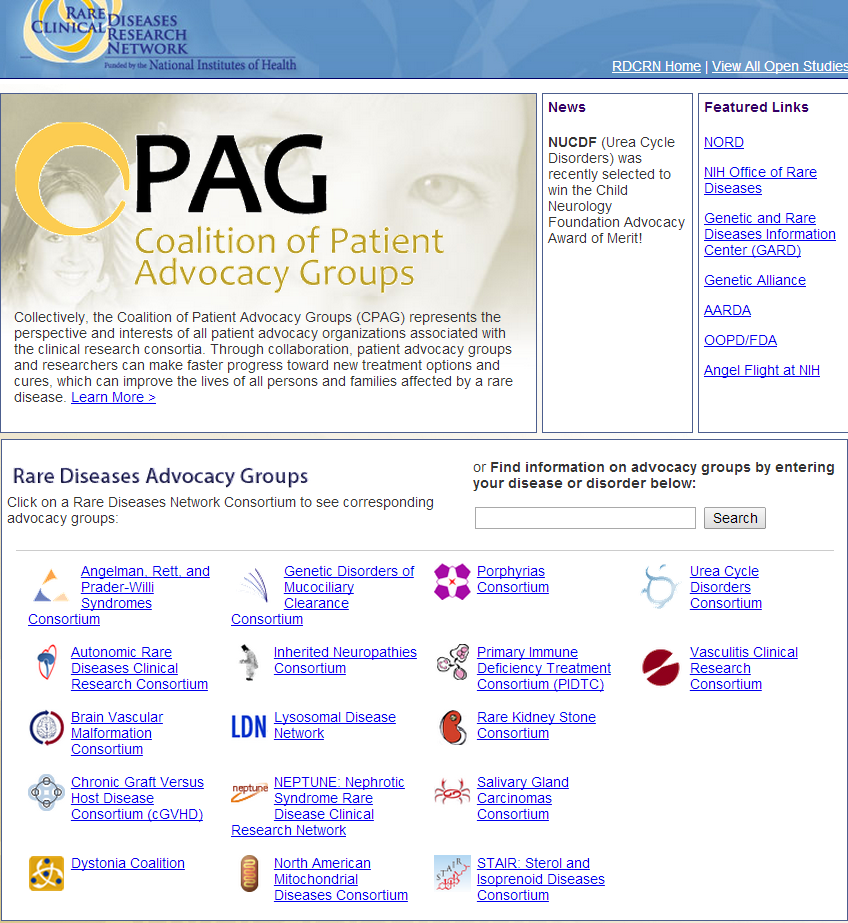 RARE DISEASES
CLINICAL RESEARCH
NETWORK
Funded by the National Institutes of Health
RDCRN Home | View All Open Studies
PAG
Coalition of Patient
Advocacy Groups
Collectively, the Coalition of Patient Advocacy Groups (CPAG) represents the
perspective and interests of all patient advocacy organizations associated with
the clinical research consortia. Through collaboration, patient advocacy groups
and researchers can make faster progress toward new treatment options and
cures, which can improve the lives of all persons and families affected by a rare
disease. Learn More >
News
NUCDF (Urea Cycle
Disorders) was
recently selected to
win the Child
Neurology
Foundation Advocacy
Award of Merit!
Featured Links
NORD
NIH Office of Rare
Diseases
Genetic and Rare
Diseases Information
Center (GARD)
Genetic Alliance
AARDA
OOPD/FDA
Angel Flight at NIH
Rare Diseases Advocacy Groups
Click on a Rare Diseases Network Consortium to see corresponding
advocacy groups:
or Find information on advocacy groups by entering
your disease or disorder below:
Search
Angelman, Rett, and
Prader-Willi
Syndromes
Consortium
Autonomic Rare
Diseases Clinical
Research Consortium
Brain Vascular
Malformation
Consortium
Chronic Graft Versus
Host Disease
Consortium (cGVHD)
Dystonia Coalition
Genetic Disorders of
Mucociliary
Clearance
Consortium
Inherited Neuropathies
Consortium
LDN
Lysosomal Disease
Network
neptune
NEPTUNE: Nephrotic
Syndrome Rare
Disease Clinical
Research Network
North American
Mitochondrial
Diseases Consortium
Porphyrias
Consortium
Primary Immune
Deficiency Treatment
Consortium (PIDTC)
Rare Kidney Stone
Consortium
Salivary Gland
Carcinomas
Consortium
STAIR
STAIR: Sterol and
Isoprenoid Diseases
Consortium
Urea Cycle
Disorders
Consortium
Vasculitis Clinical
Research
Consortium